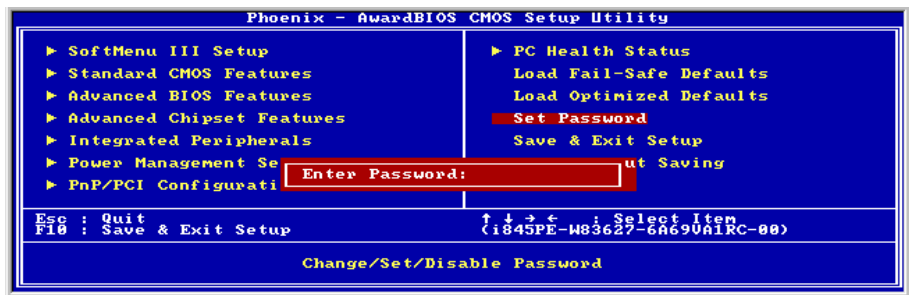 Phoenix - AwardBIOS CMOS Setup Utility
▶ SoftMenu III Setup
▶ Standard CMOS Features
▶ Advanced BIOS Features
▶ Advanced Chipset Features
▶ Integrated Peripherals
▶ Power Management Se
▶ PnP/PCI Configurati
▶ PC Health Status
Load Fail-Safe Defaults
Load Optimized Defaults
Set Password
Save & Exit Setup
ut Saving
Enter Password:
Esc : Quit
F10 : Save & Exit Setup
↑ ↓ → ← : Select Item
(i845PE-W83627-6A69VA1RC-00)
Change/Set/Disable Password